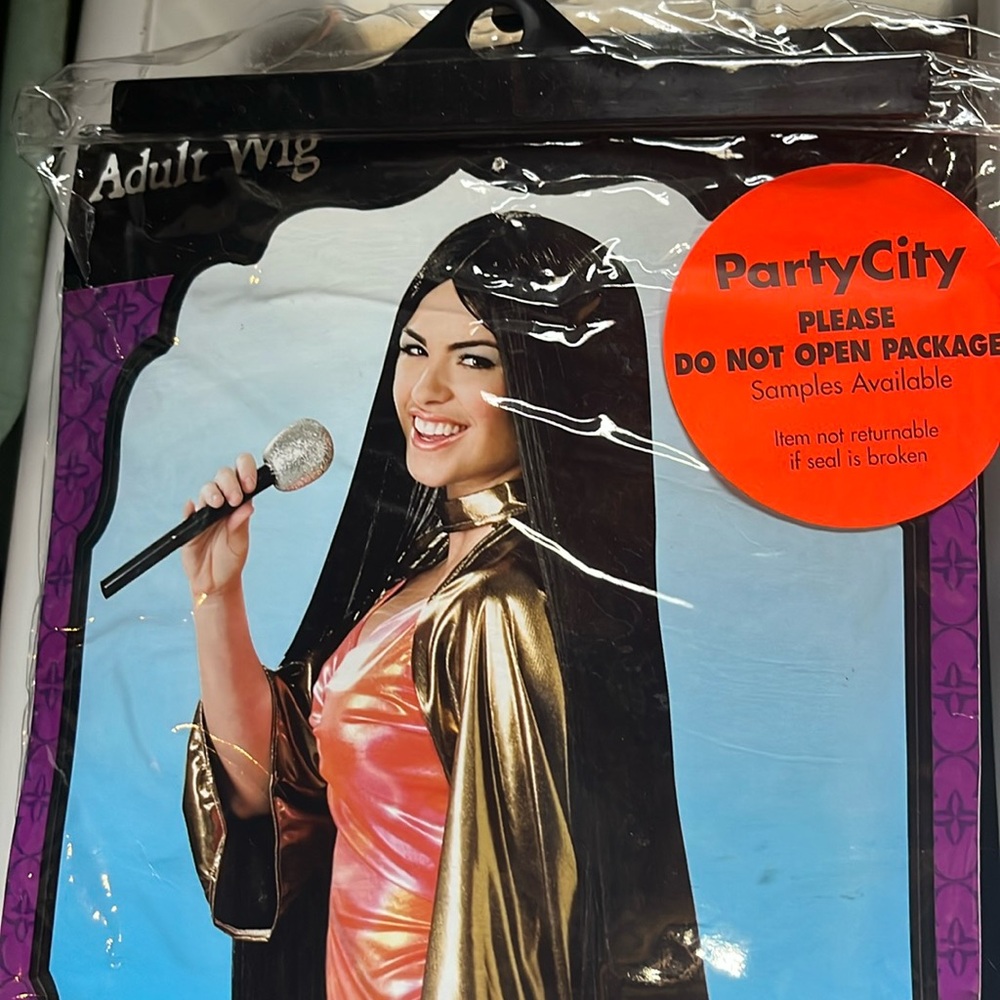 Adult Wig
PartyCity
PLEASE
DO NOT OPEN PACKAGE
Samples Available
Item not returnable
if seal is broken